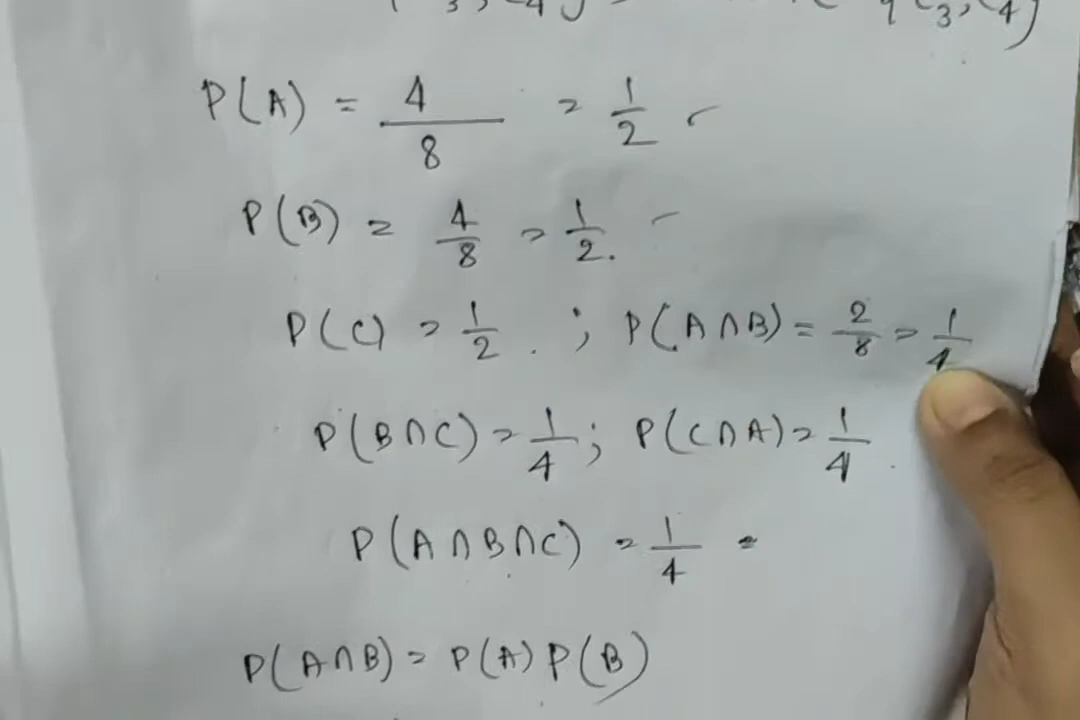 P(A) = 4/8 = 1/2
P(B) = 4/8 = 1/2.
P(C) = 1/2 . ; P(A∩B) = 2/8 = 1/4
P(B∩C) = 1/4 ; P(C∩A) = 1/4 .
P(A∩B∩C) = 1/4 =
P(A∩B) = P(A) P(B)